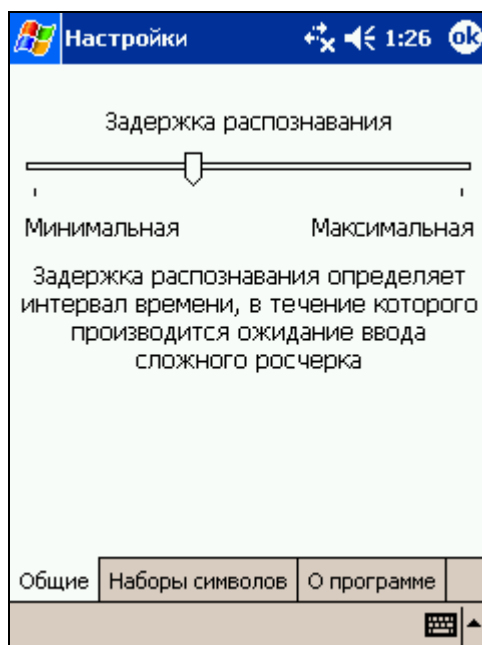 Настройки 1:26 ok
Задержка распознавания
Минимальная Максимальная
Задержка распознавания определяет
интервал времени, в течение которого
производится ожидание ввода
сложного росчерка
Общие Наборы символов О программе